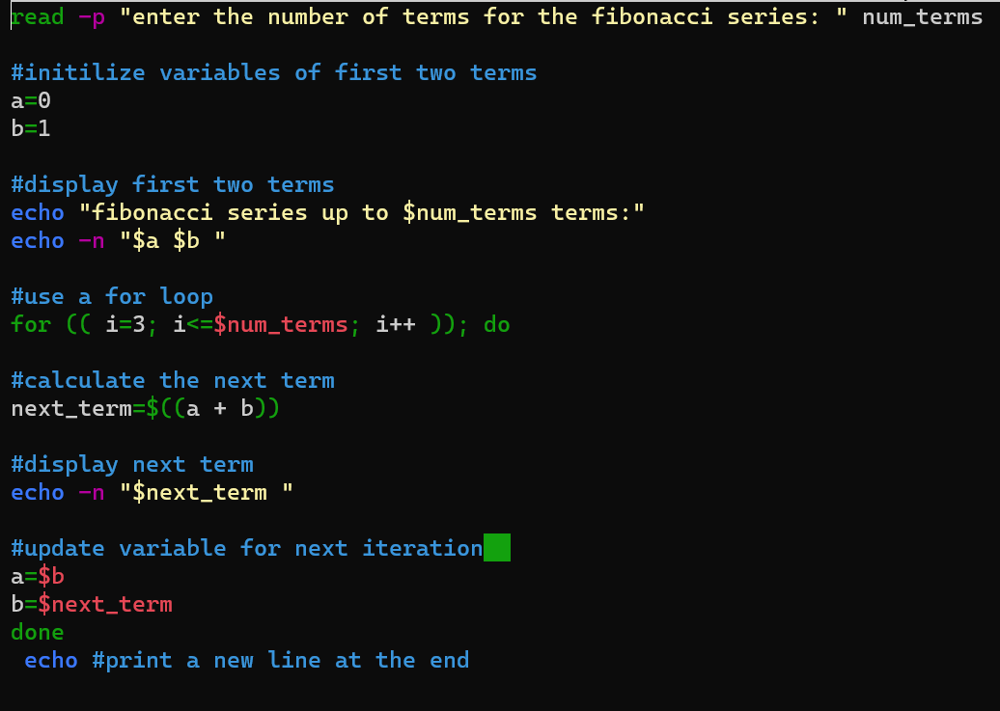 read -p "enter the number of terms for the fibonacci series: " num_terms
#initilize variables of first two terms
a=0
b=1
#display first two terms
echo "fibonacci series up to $num_terms terms:"
echo -n "$a $b "
#use a for loop
for (( i=3; i<=$num_terms; i++ )); do
#calculate the next term
next_term=$((a + b))
#display next term
echo -n "$next_term "
#update variable for next iteration
a=$b
b=$next_term
done
echo #print a new line at the end